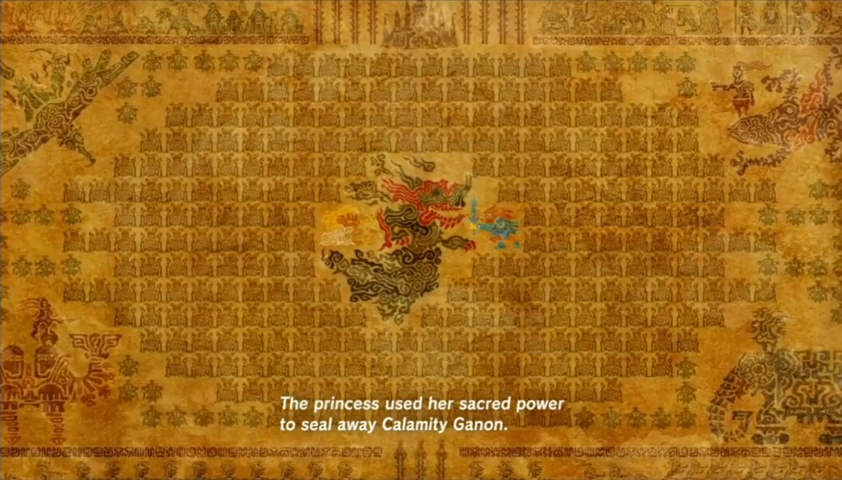 The princess used her sacred power
to seal away Calamity Ganon.